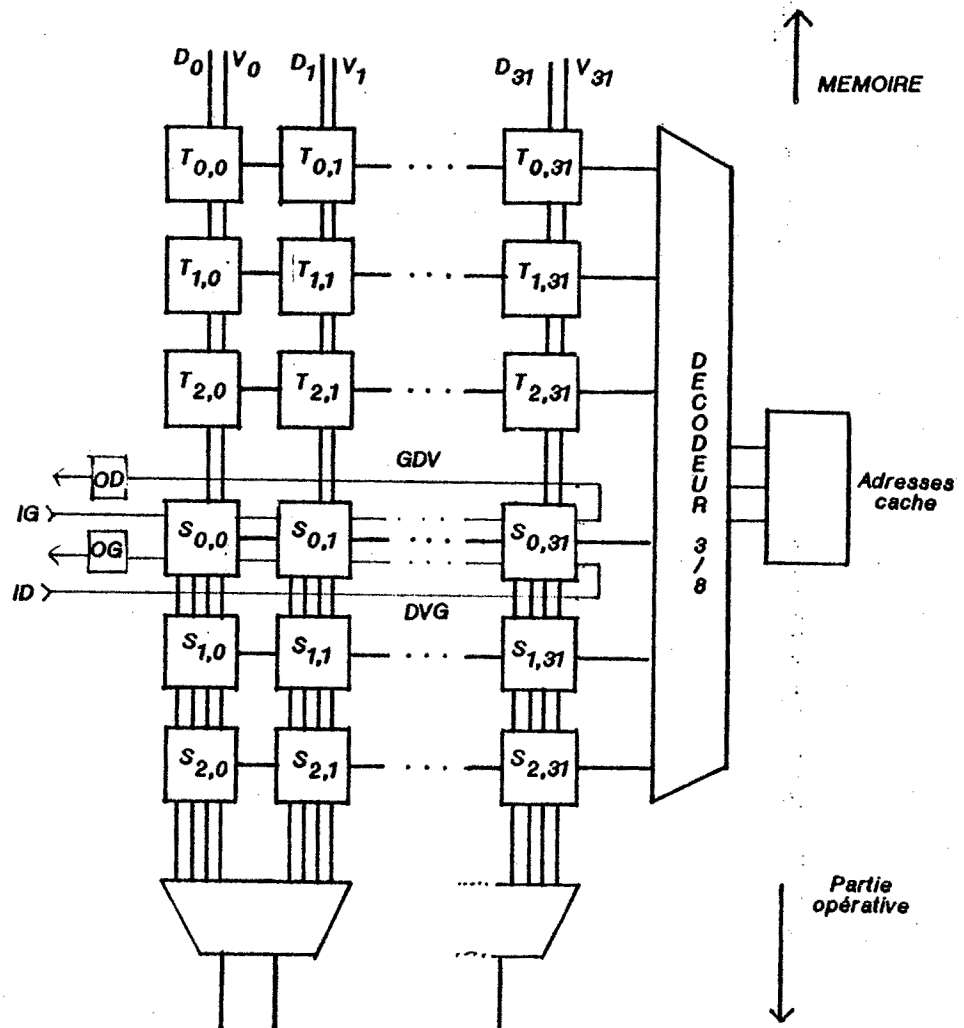 MEMOIRE
D0 V0 D1 V1 D31 V31
T0,0 T0,1 . . . . T0,31
T1,0 T1,1 . . . . T1,31
T2,0 T2,1 . . . . T2,31
DECODEUR 3/8
Adresses
cache
GDV
OD
IG
S0,0 S0,1 . . . . S0,31
OG
ID
DVG
S1,0 S1,1 . . . . S1,31
S2,0 S2,1 . . . . S2,31
Partie
opérative